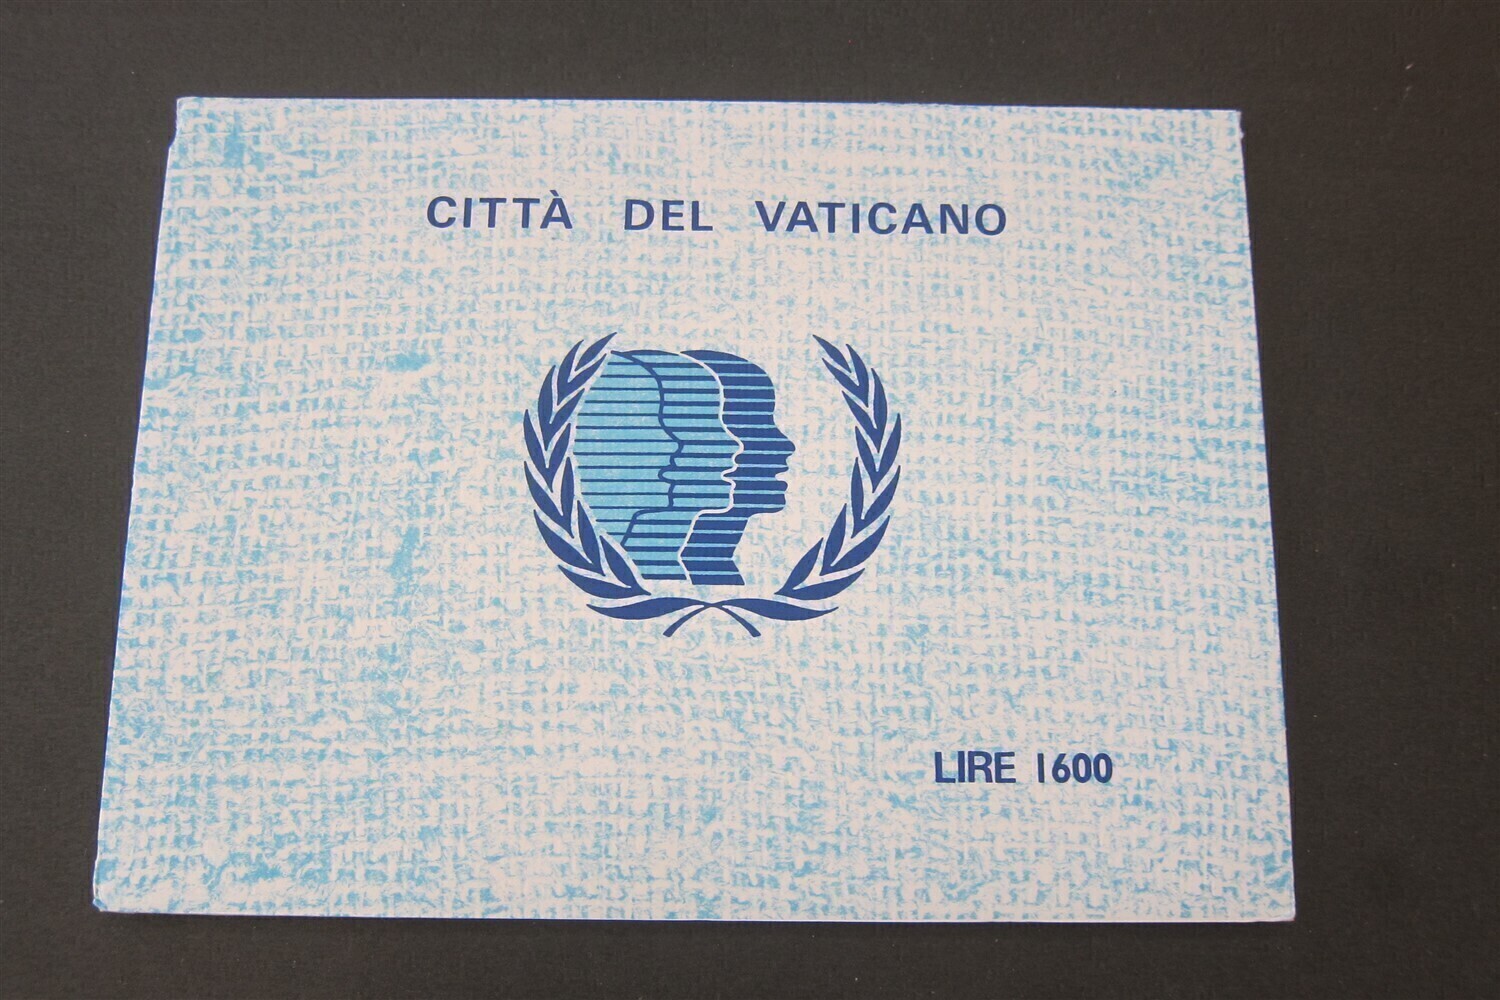 CITTÀ DEL VATICANO
LIRE 1600